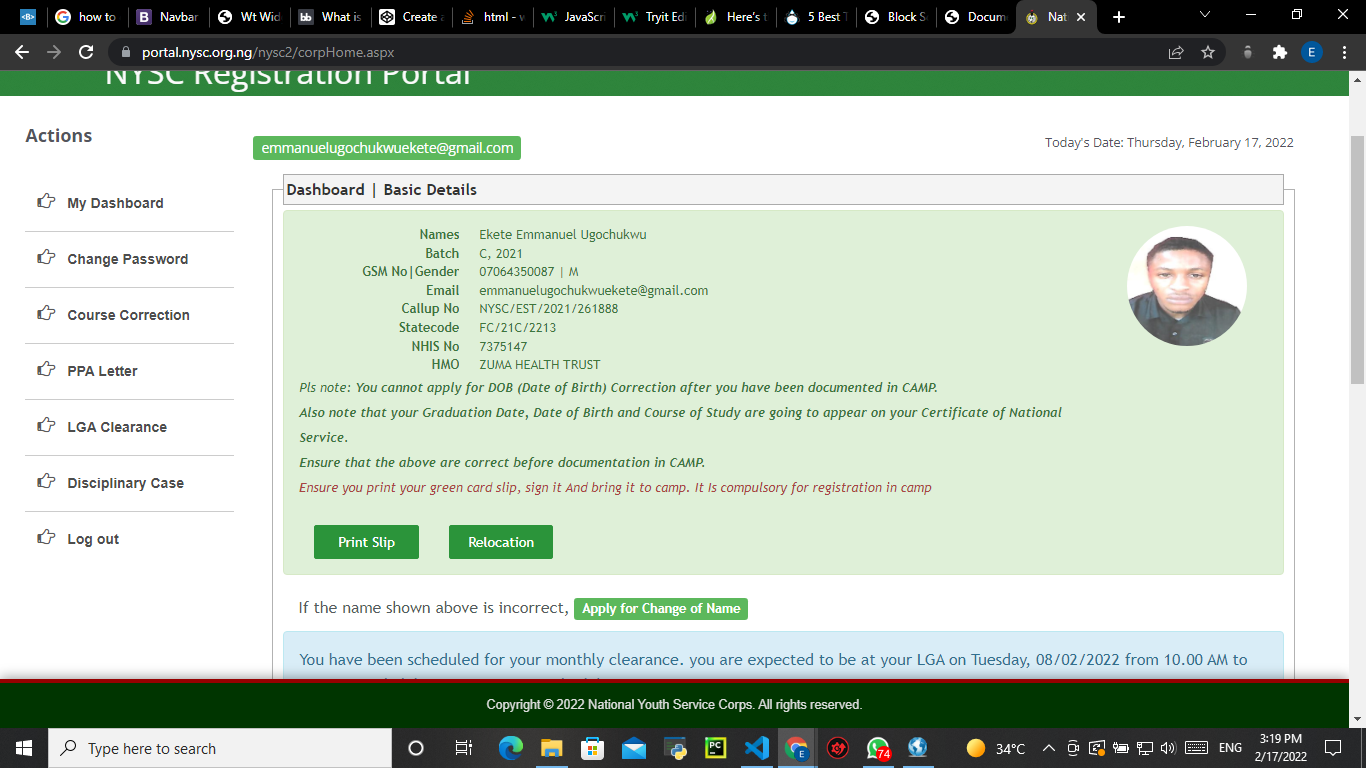 how to
Navbar
Wt Wid
What is
Create a
html - w
JavaScri
Tryit Edi
Here's t
5 Best T
Block S
Docum
Nat
portal.nysc.org.ng/nysc2/corpHome.aspx
E
NYSC Registration Portal
Actions
emmanuelugochukwuekete@gmail.com
Today's Date: Thursday, February 17, 2022
My Dashboard
Change Password
Course Correction
PPA Letter
LGA Clearance
Disciplinary Case
Log out
Dashboard | Basic Details
Names Ekete Emmanuel Ugochukwu
Batch C, 2021
GSM No|Gender 07064350087 | M
Email emmanuelugochukwuekete@gmail.com
Callup No NYSC/EST/2021/261888
Statecode FC/21C/2213
NHIS No 7375147
HMO ZUMA HEALTH TRUST
Pls note: You cannot apply for DOB (Date of Birth) Correction after you have been documented in CAMP.
Also note that your Graduation Date, Date of Birth and Course of Study are going to appear on your Certificate of National
Service.
Ensure that the above are correct before documentation in CAMP.
Ensure you print your green card slip, sign it And bring it to camp. It Is compulsory for registration in camp
Print Slip Relocation
If the name shown above is incorrect, Apply for Change of Name
You have been scheduled for your monthly clearance. you are expected to be at your LGA on Tuesday, 08/02/2022 from 10.00 AM to
Copyright © 2022 National Youth Service Corps. All rights reserved.
Type here to search
PC
E
74
34°C
ENG
3:19 PM
2/17/2022